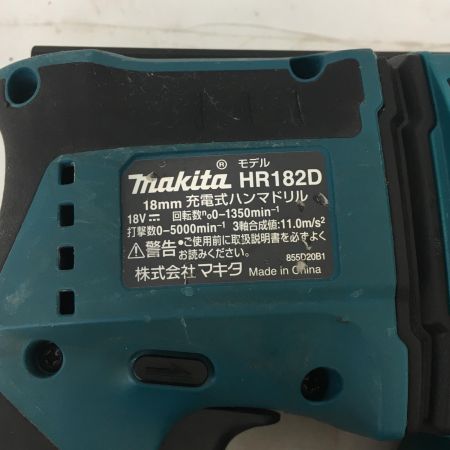 ® モデル
makita HR182D
18mm 充電式ハンマドリル
18V⎓ 回転数n₀0-1350min⁻¹
打撃数0-5000min⁻¹ 3軸合成値:11.0m/s²
⚠警告 •ご使用前に取扱説明書を必ずよく
お読みください。 855D20B1
株式会社 マキタ Made in China